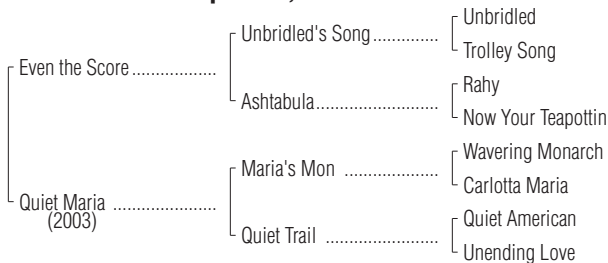 Unbridled
Unbridled's Song
Trolley Song
Even the Score
Rahy
Ashtabula
Now Your Teapottin
Wavering Monarch
Maria's Mon
Carlotta Maria
Quiet Maria
(2003)
Quiet American
Quiet Trail
Unending Love